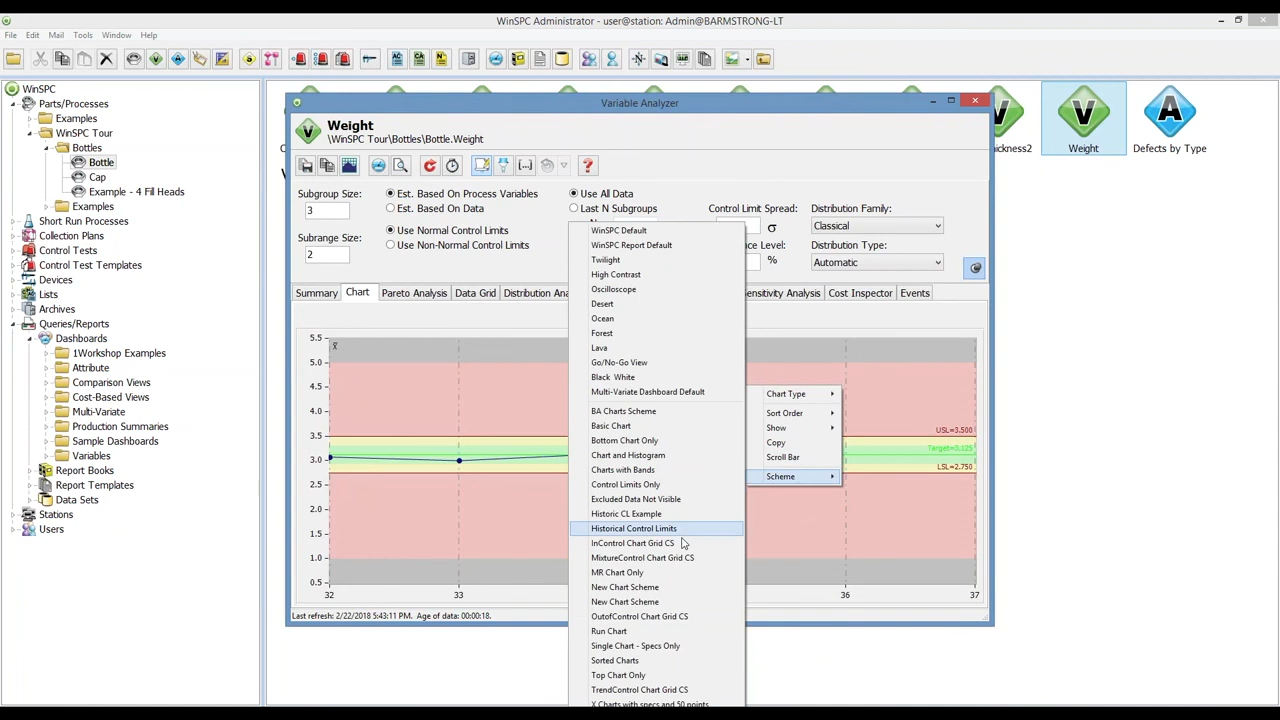 WinSPC Administrator - user@station: Admin@BARMSTRONG-LT
File Edit Mail Tools Window Help
WinSPC
Parts/Processes
Examples
WinSPC Tour
Bottles
Bottle
Cap
Example - 4 Fill Heads
Examples
Short Run Processes
Collection Plans
Control Tests
Control Test Templates
Devices
Lists
Archives
Queries/Reports
Dashboards
1Workshop Examples
Attribute
Comparison Views
Cost-Based Views
Multi-Variate
Production Summaries
Sample Dashboards
Variables
Report Books
Report Templates
Data Sets
Stations
Users
Weight
Defects by Type
Variable Analyzer
Weight
\WinSPC Tour\Bottles\Bottle.Weight
Subgroup Size:
3
Subrange Size:
2
Est. Based On Process Variables
Est. Based On Data
Use Normal Control Limits
Use Non-Normal Control Limits
Use All Data
Last N Subgroups
Control Limit Spread:
σ
%
Distribution Family:
Classical
Distribution Type:
Automatic
Summary Chart Pareto Analysis Data Grid Distribution Ana
Sensitivity Analysis Cost Inspector Events
5.5
5.0
4.5
4.0
3.5
3.0
2.5
2.0
1.5
1.0
0.5
32 33 36 37
USL=3.500
Target=3.125
LSL=2.750
Last refresh: 2/22/2018 5:43:11 PM. Age of data: 00:00:18.
WinSPC Default
WinSPC Report Default
Twilight
High Contrast
Oscilloscope
Desert
Ocean
Forest
Lava
Go/No-Go View
Black White
Multi-Variate Dashboard Default
BA Charts Scheme
Basic Chart
Bottom Chart Only
Chart and Histogram
Charts with Bands
Control Limits Only
Excluded Data Not Visible
Historic CL Example
Historical Control Limits
InControl Chart Grid CS
MixtureControl Chart Grid CS
MR Chart Only
New Chart Scheme
New Chart Scheme
OutofControl Chart Grid CS
Run Chart
Single Chart - Specs Only
Sorted Charts
Top Chart Only
TrendControl Chart Grid CS
X Charts with specs and 50 points
Chart Type
Sort Order
Show
Copy
Scroll Bar
Scheme